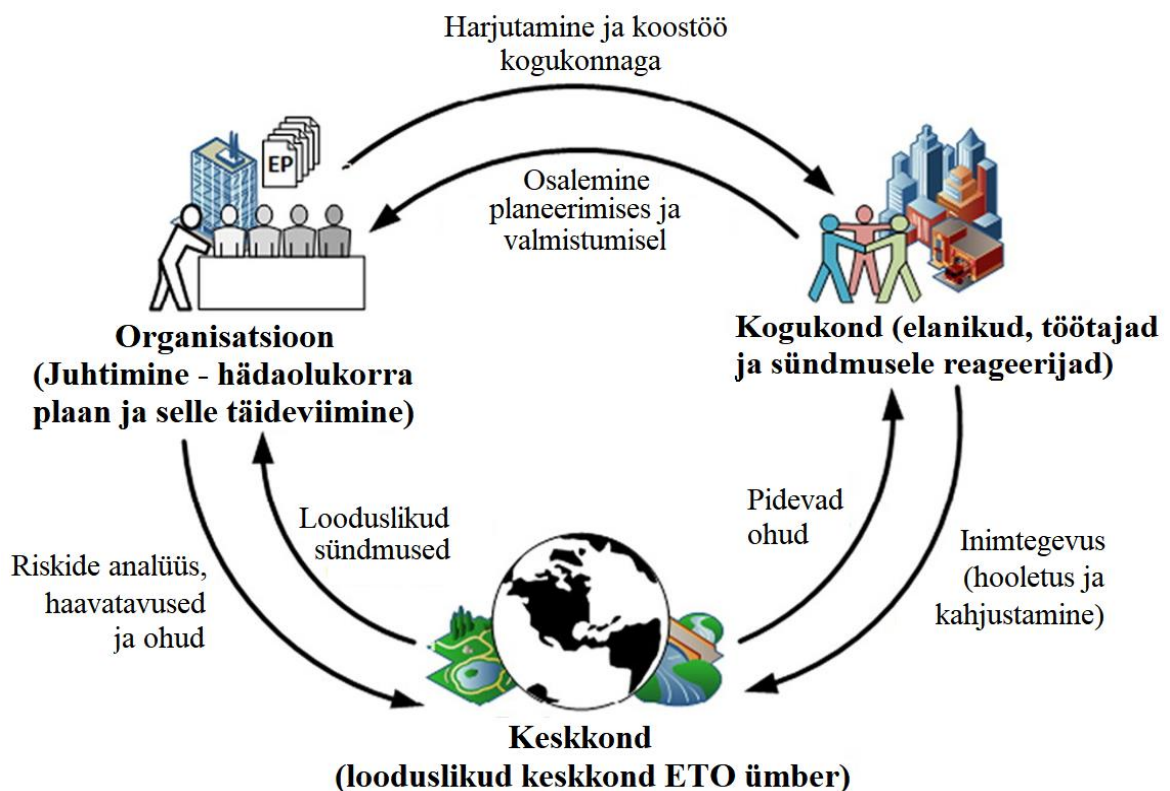 Harjutamine ja koostöö
kogukonnaga
EP
Osalemine
planeerimises ja
valmistumisel
Organisatsioon
(Juhtimine - hädaolukorra
plaan ja selle täideviimine)
Kogukond (elanikud, töötajad
ja sündmusele reageerijad)
Looduslikud
sündmused
Pidevad
ohud
Riskide analüüs,
haavatavused
ja ohud
Inimtegevus
(hooletus ja
kahjustamine)
Keskkond
(looduslikud keskkond ETO ümber)